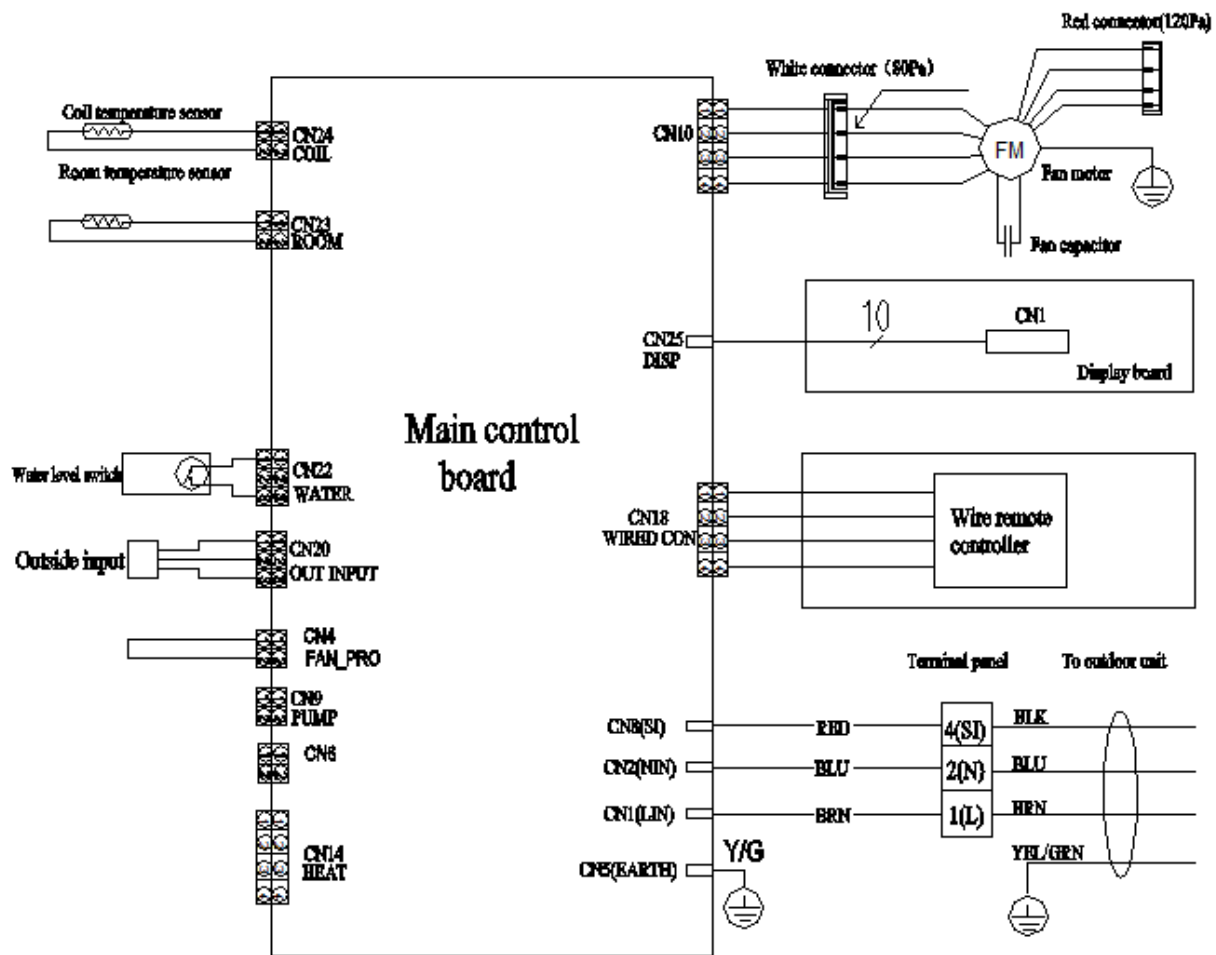 Red connector(120Pa)
White connector (80Pa)
Coil temperature sensor
CN24
COIL
CN10
FM
Room temperature sensor
Fan motor
CN23
ROOM
Fan capacitor
10
CN1
CN25
DISP
Display board
Main control
board
Water level switch
CN22
WATER
CN18
WIRED CON
Wire remote
controller
Outside input
CN20
OUT INPUT
CN4
FAN_PRO
Terminal panel
To outdoor unit
CN9
PUMP
CN8(SI)
RED
4(SI)
BLK
CN6
CN2(NIN)
BLU
2(N)
BLU
CN1(LIN)
BRN
1(L)
BRN
CN14
HEAT
Y/G
YEL/GRN
CN5(EARTH)